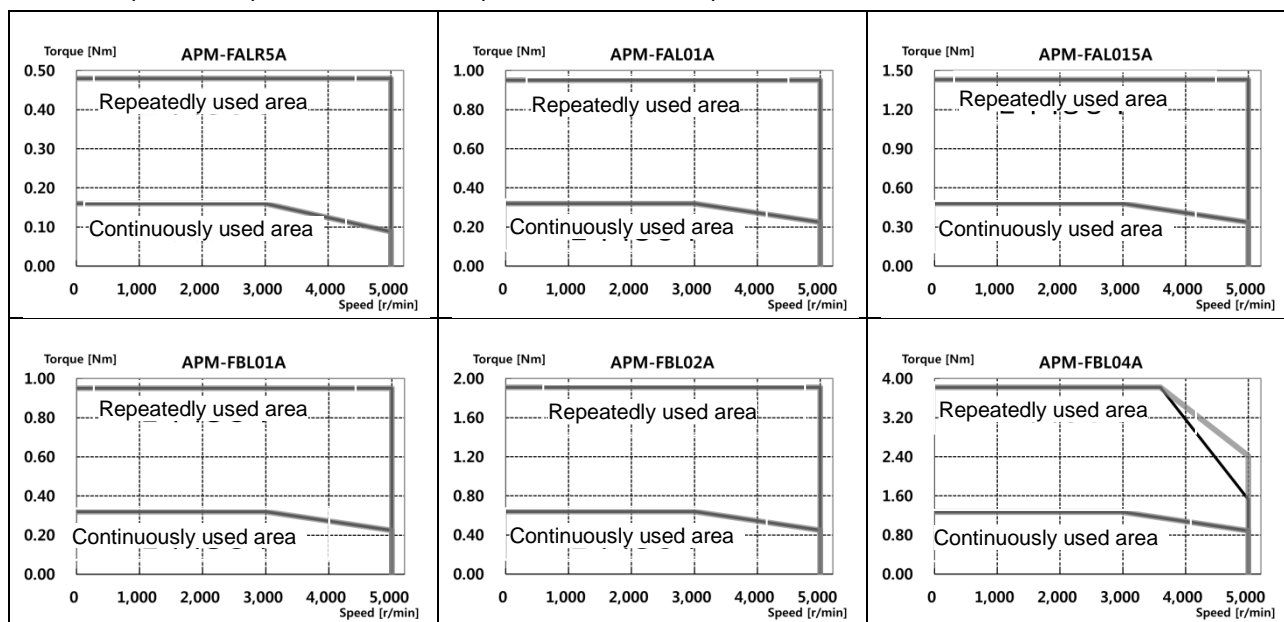 Torque [Nm] APM-FALR5A
0.50
Repeatedly used area
0.40
0.30
0.20
Continuously used area
0.10
0.00
0 1,000 2,000 3,000 4,000 5,000
Speed [r/min]
Torque [Nm] APM-FAL01A
1.00
Repeatedly used area
0.80
0.60
0.40
Continuously used area
0.20
0.00
0 1,000 2,000 3,000 4,000 5,000
Speed [r/min]
Torque [Nm] APM-FAL015A
1.50
Repeatedly used area
1.20
0.90
0.60
Continuously used area
0.30
0.00
0 1,000 2,000 3,000 4,000 5,000
Speed [r/min]
Torque [Nm] APM-FBL01A
1.00
Repeatedly used area
0.80
0.60
0.40
Continuously used area
0.20
0.00
0 1,000 2,000 3,000 4,000 5,000
Speed [r/min]
Torque [Nm] APM-FBL02A
2.00
Repeatedly used area
1.60
1.20
0.80
Continuously used area
0.40
0.00
0 1,000 2,000 3,000 4,000 5,000
Speed [r/min]
Torque [Nm] APM-FBL04A
4.00
Repeatedly used area
3.20
2.40
1.60
Continuously used area
0.80
0.00
0 1,000 2,000 3,000 4,000 5,000
Speed [r/min]